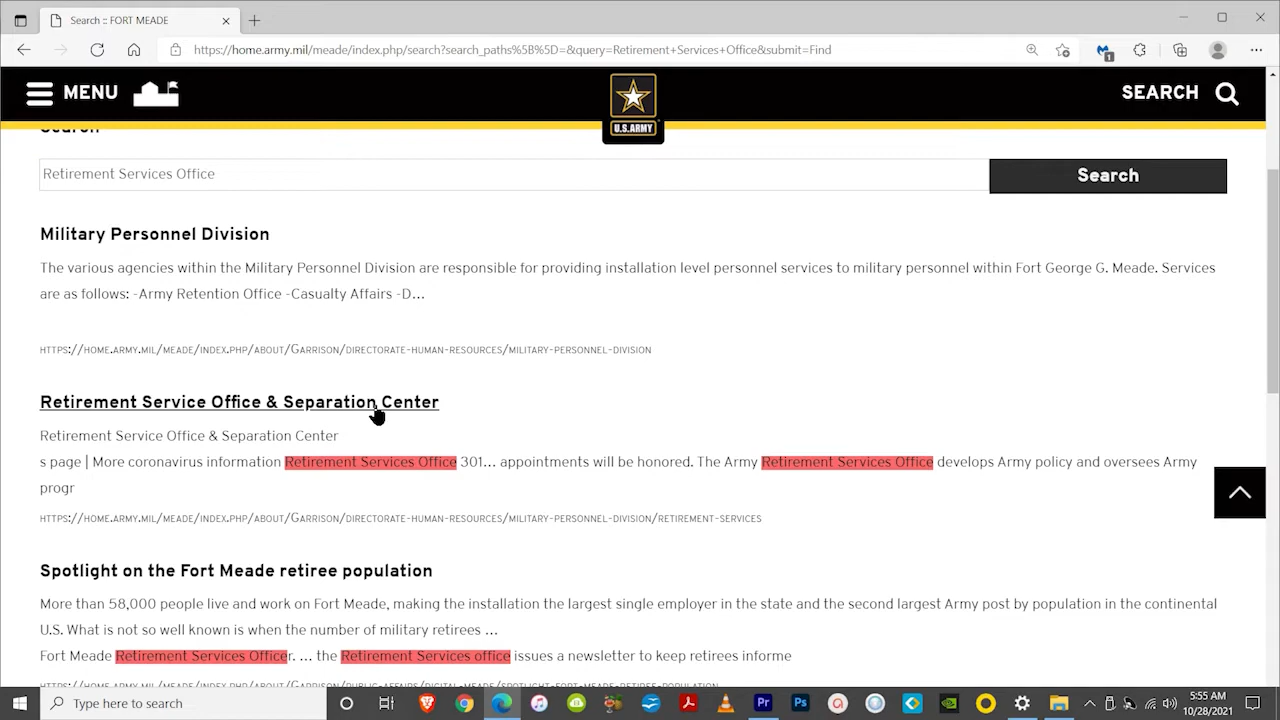 Search :: FORT MEADE
https://home.army.mil/meade/index.php/search?search_paths%5B%5D=&query=Retirement+Services+Office&submit=Find
1
MENU
U.S.ARMY
SEARCH
Search
Retirement Services Office
Search
Military Personnel Division
The various agencies within the Military Personnel Division are responsible for providing installation level personnel services to military personnel within Fort George G. Meade. Services
are as follows: -Army Retention Office -Casualty Affairs -D...
HTTPS://HOME.ARMY.MIL/MEADE/INDEX.PHP/ABOUT/GARRISON/DIRECTORATE-HUMAN-RESOURCES/MILITARY-PERSONNEL-DIVISION
Retirement Service Office & Separation Center
Retirement Service Office & Separation Center
s page | More coronavirus information Retirement Services Office 301... appointments will be honored. The Army Retirement Services Office develops Army policy and oversees Army
progr
HTTPS://HOME.ARMY.MIL/MEADE/INDEX.PHP/ABOUT/GARRISON/DIRECTORATE-HUMAN-RESOURCES/MILITARY-PERSONNEL-DIVISION/RETIREMENT-SERVICES
Spotlight on the Fort Meade retiree population
More than 58,000 people live and work on Fort Meade, making the installation the largest single employer in the state and the second largest Army post by population in the continental
U.S. What is not so well known is when the number of military retirees ...
Fort Meade Retirement Services Officer. ... the Retirement Services office issues a newsletter to keep retirees informe
HTTPS://HOME.ARMY.MIL/MEADE/INDEX.PHP/ABOUT/GARRISON/PUBLIC-AFFAIRS/DIGITAL-MEADE/SPOTLIGHT-FORT-MEADE-RETIREES-POPULATION
Type here to search
Pr
Ps
5:55 AM
10/28/2021